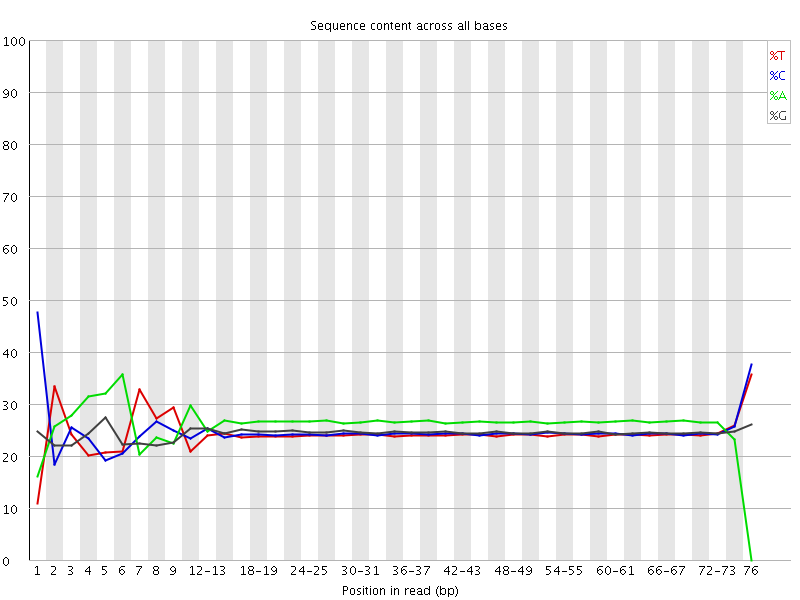 Sequence content across all bases
100
90
80
70
60
50
40
30
20
10
0
%T
%C
%A
%G
1 2 3 4 5 6 7 8 9 12-13 18-19 24-25 30-31 36-37 42-43 48-49 54-55 60-61 66-67 72-73 76
Position in read (bp)